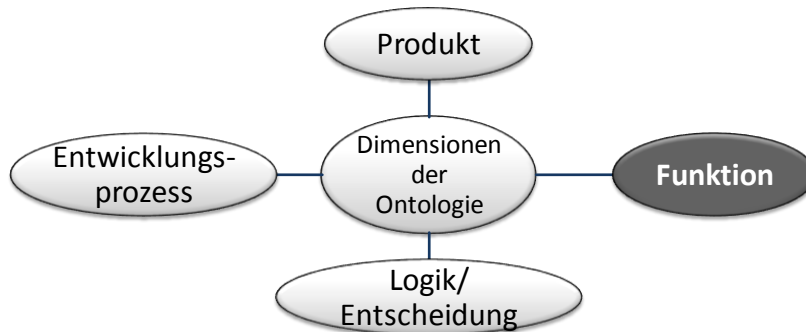 Produkt
Entwicklungs-
prozess
Dimensionen
der
Ontologie
Funktion
Logik/
Entscheidung